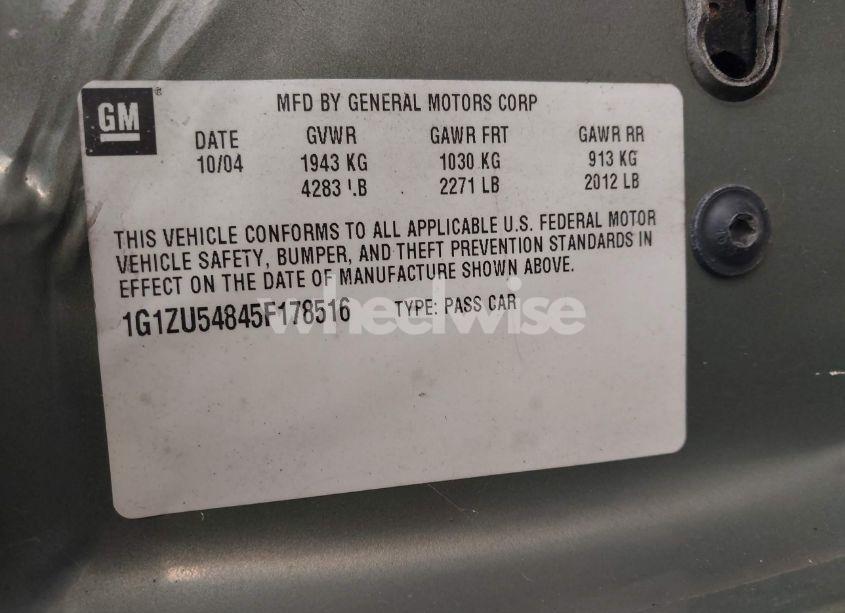 GM ®
MFD BY GENERAL MOTORS CORP
DATE GVWR GAWR FRT GAWR RR
10/04 1943 KG 1030 KG 913 KG
4283 LB 2271 LB 2012 LB
THIS VEHICLE CONFORMS TO ALL APPLICABLE U.S. FEDERAL MOTOR
VEHICLE SAFETY, BUMPER, AND THEFT PREVENTION STANDARDS IN
EFFECT ON THE DATE OF MANUFACTURE SHOWN ABOVE.
1G1ZU54845F178516 TYPE: PASS CAR
wheelwise